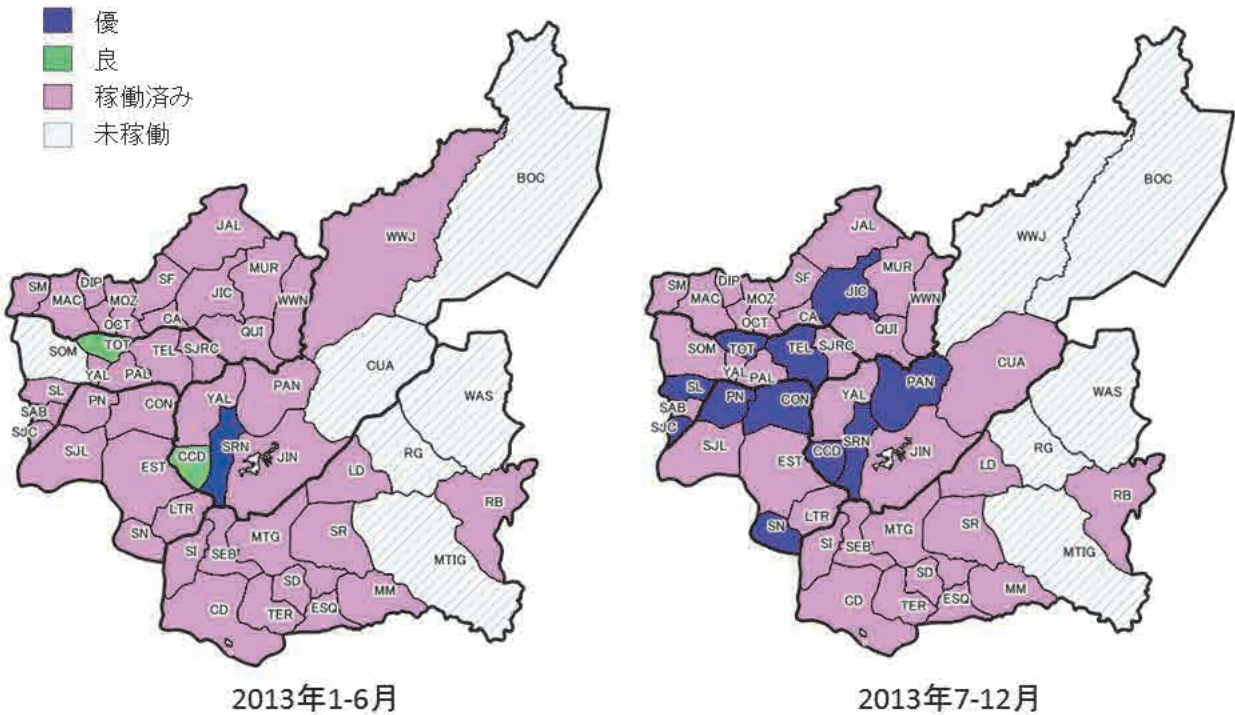 優
良
稼働済み
未稼働
BOC
JAL
WWJ
MUR
SF
DIP
SM
MAC
MOZ
JIC
WWN
OCT
CA
QUI
TOT
SOM
TEL
SJRC
CUA
YAL
PAL
PAN
SL
WAS
PN
CON
YAL
SAB
SJC
SRN
SJL
EST
CCD
JIN
RG
LD
RB
LTR
SN
SR
MTG
SI
SEB
MTIG
SD
MM
CD
TER
ESQ
2013年1-6月
BOC
JAL
WWJ
MUR
SF
DIP
SM
MAC
MOZ
JIC
WWN
OCT
CA
QUI
SOM
TOT
TEL
SJRC
CUA
YAL
PAL
PAN
SL
WAS
PN
CON
YAL
SAB
SJC
SRN
SJL
EST
CCD
JIN
RG
LD
RB
LTR
SN
SR
MTG
SI
SEB
MTIG
SD
MM
CD
TER
ESQ
2013年7-12月